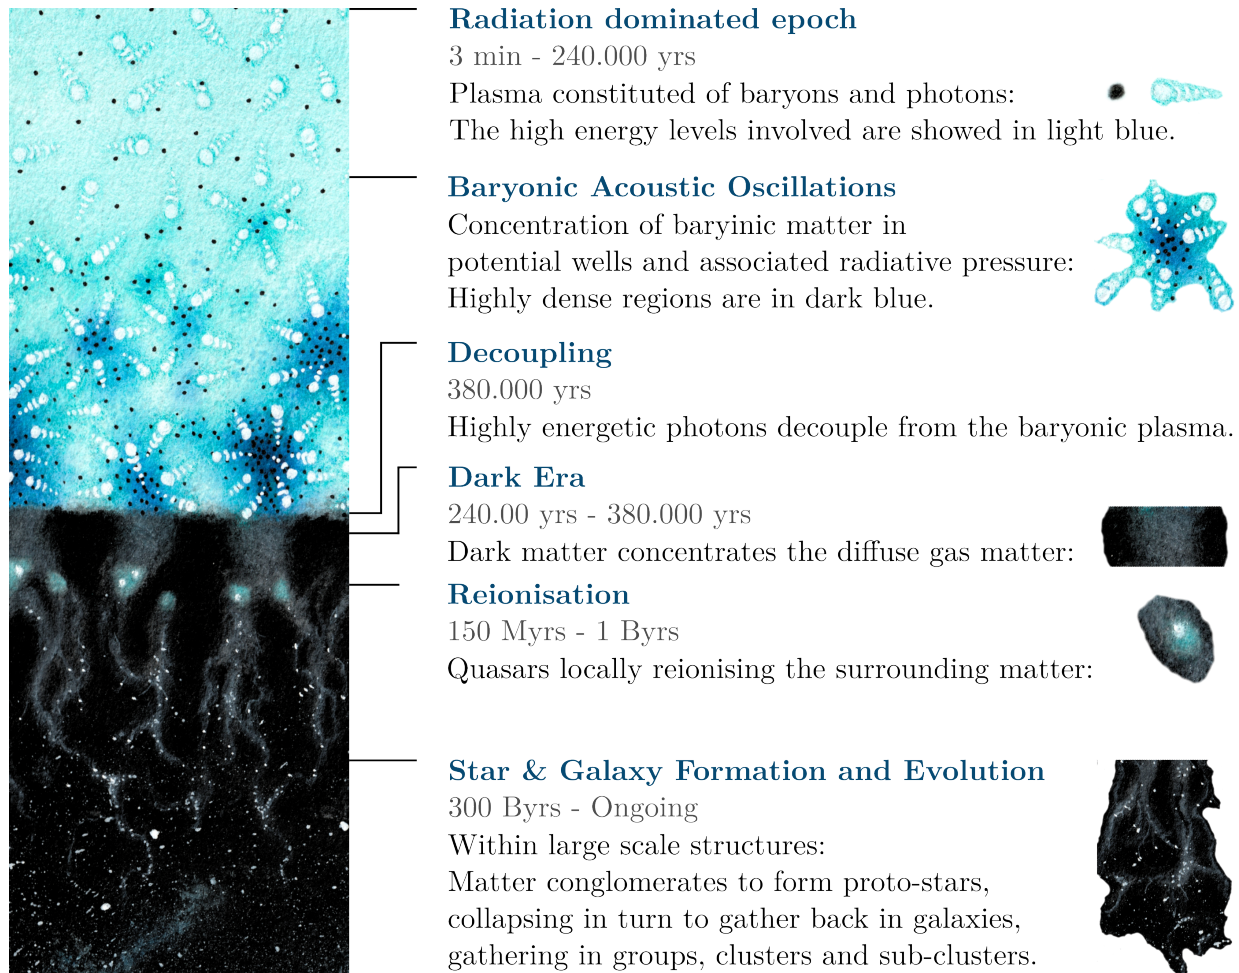 Radiation dominated epoch
3 min - 240.000 yrs
Plasma constituted of baryons and photons:
The high energy levels involved are showed in light blue.
Baryonic Acoustic Oscillations
Concentration of baryinic matter in
potential wells and associated radiative pressure:
Highly dense regions are in dark blue.
Decoupling
380.000 yrs
Highly energetic photons decouple from the baryonic plasma.
Dark Era
240.00 yrs - 380.000 yrs
Dark matter concentrates the diffuse gas matter:
Reionisation
150 Myrs - 1 Byrs
Quasars locally reionising the surrounding matter:
Star & Galaxy Formation and Evolution
300 Byrs - Ongoing
Within large scale structures:
Matter conglomerates to form proto-stars,
collapsing in turn to gather back in galaxies,
gathering in groups, clusters and sub-clusters.